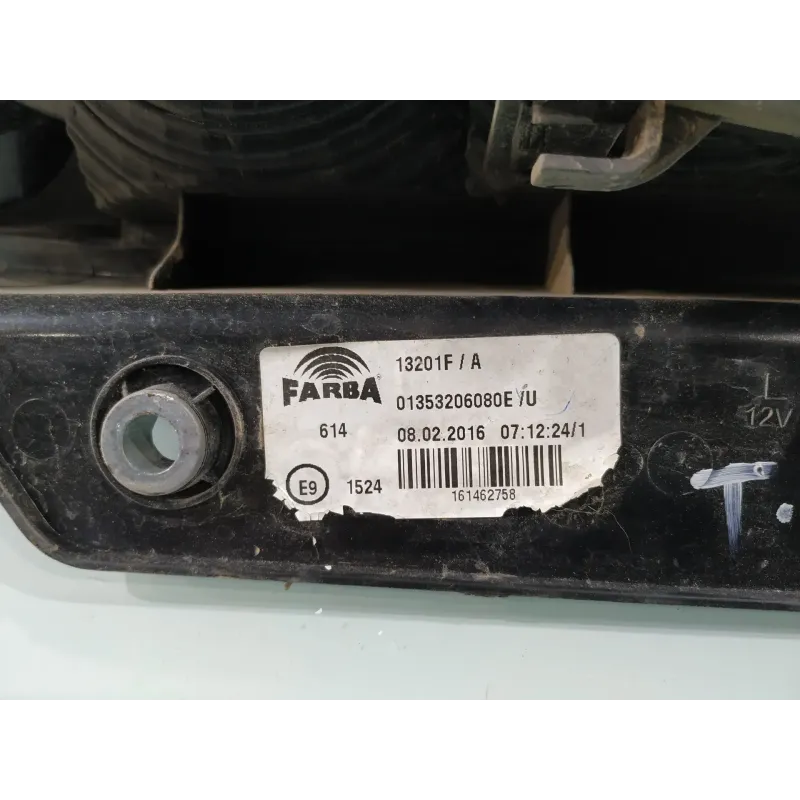 FARBA
13201F / A
01353206080E /U
614
08.02.2016 07:12:24/1
E9
1524
161462758
L
12V
T.